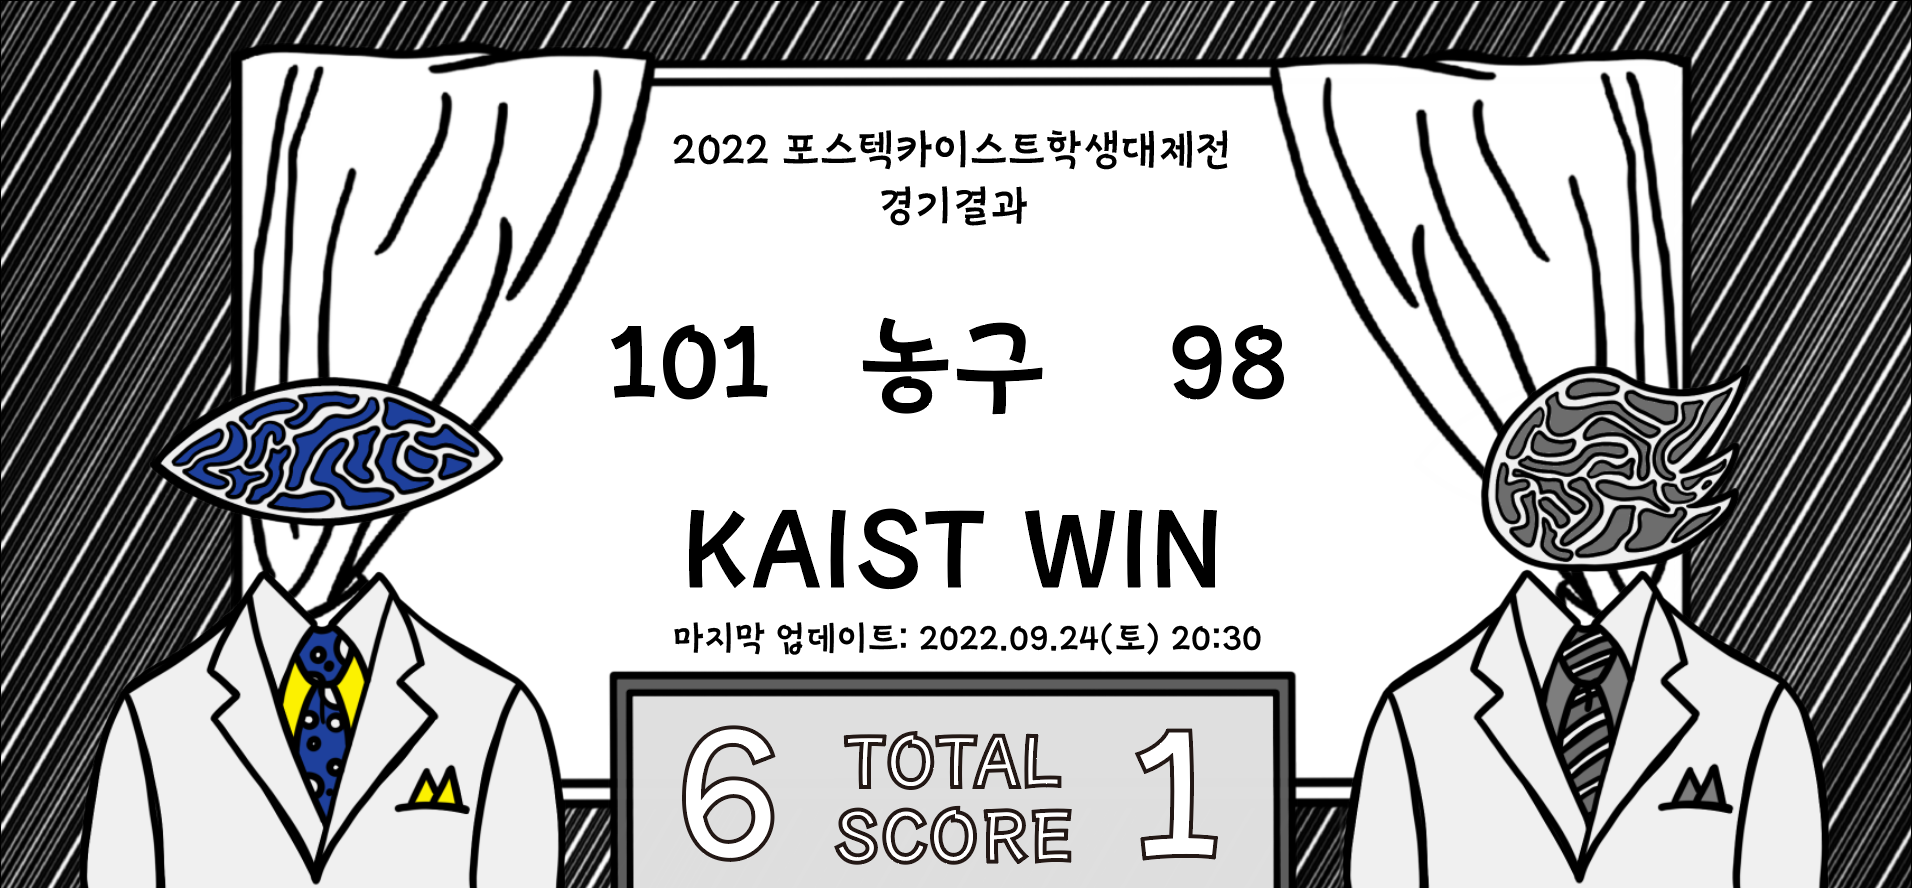 2022 포스텍카이스트학생대제전
경기결과
101 농구 98
KAIST WIN
마지막 업데이트: 2022.09.24(토) 20:30
6 TOTAL SCORE 1